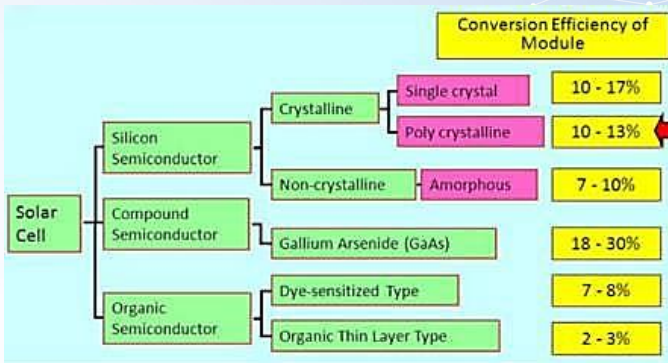 Conversion Efficiency of
Module
Single crystal
10 - 17%
Crystalline
Poly crystalline
10 - 13%
Silicon
Semiconductor
Non-crystalline
Amorphous
7 - 10%
Solar
Cell
Compound
Semiconductor
Gallium Arsenide (GaAs)
18 - 30%
Dye-sensitized Type
7 - 8%
Organic
Semiconductor
Organic Thin Layer Type
2 - 3%